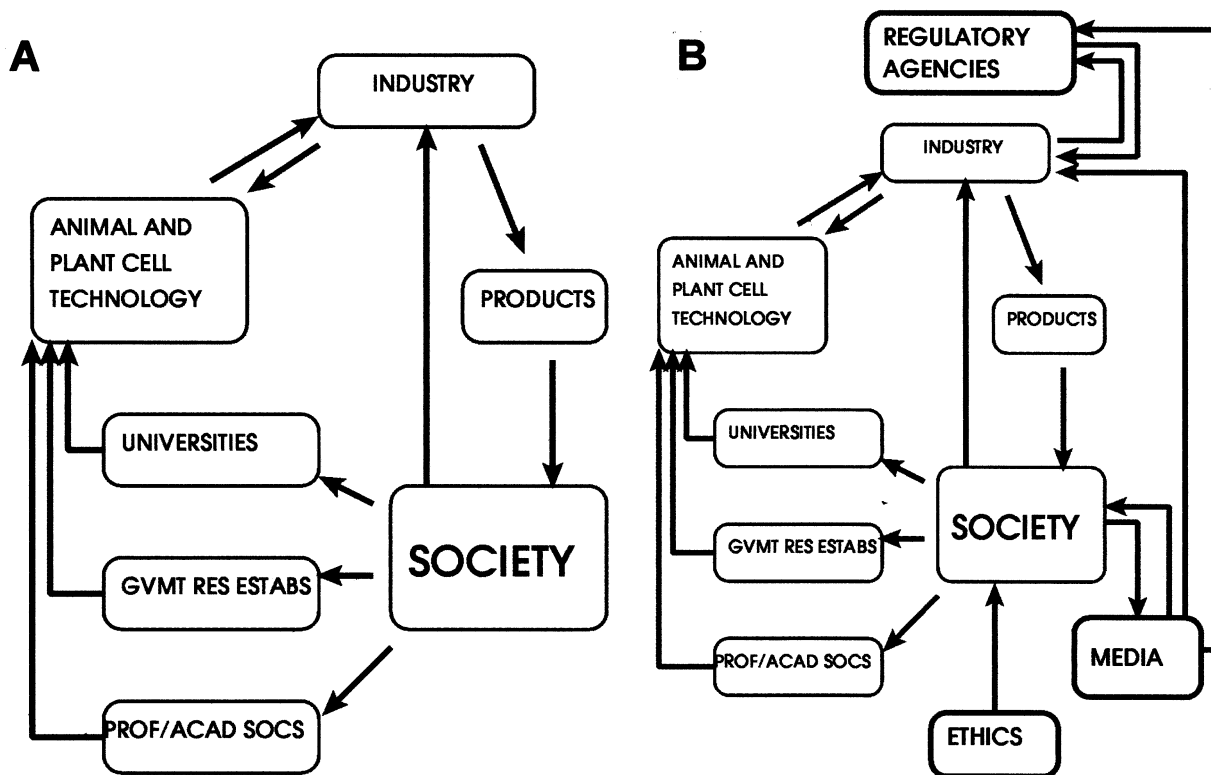 A
INDUSTRY
ANIMAL AND
PLANT CELL
TECHNOLOGY
PRODUCTS
UNIVERSITIES
SOCIETY
GVMT RES ESTABS
PROF/ACAD SOCS
B
REGULATORY
AGENCIES
INDUSTRY
ANIMAL AND
PLANT CELL
TECHNOLOGY
PRODUCTS
UNIVERSITIES
SOCIETY
GVMT RES ESTABS
PROF/ACAD SOCS
MEDIA
ETHICS